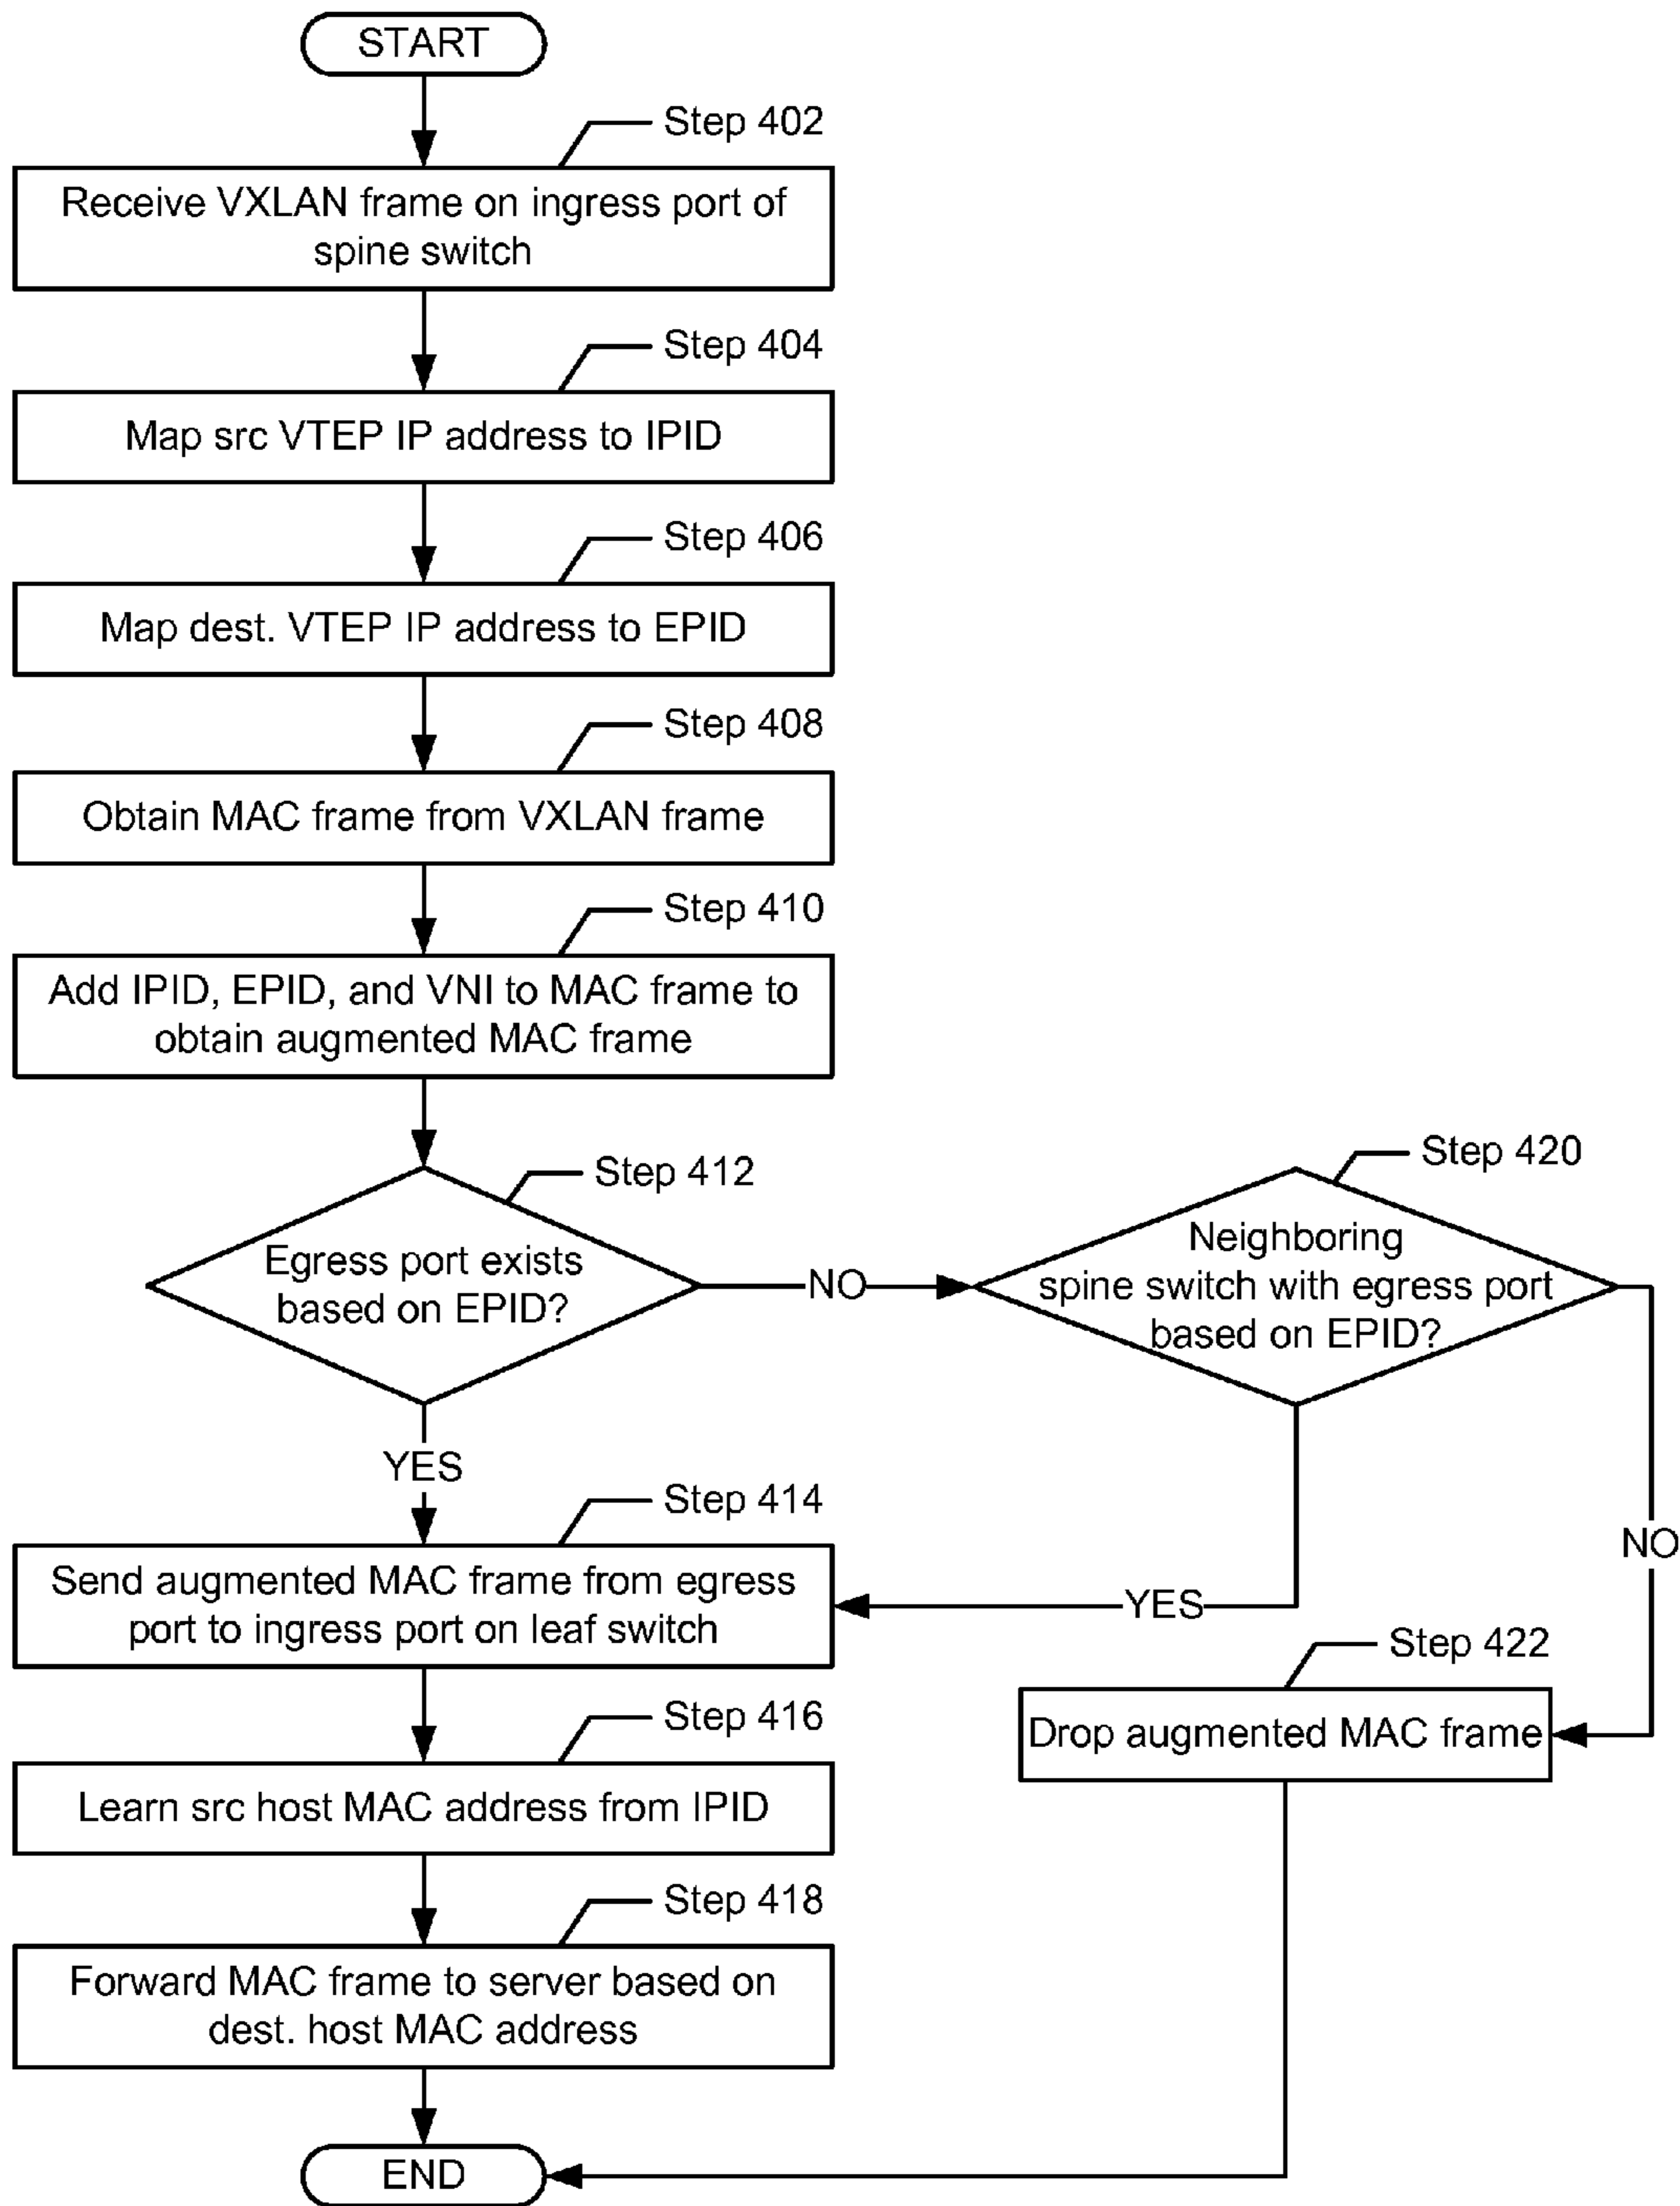 START
Step 402
Receive VXLAN frame on ingress port of
spine switch
Step 404
Map src VTEP IP address to IPID
Step 406
Map dest. VTEP IP address to EPID
Step 408
Obtain MAC frame from VXLAN frame
Step 410
Add IPID, EPID, and VNI to MAC frame to
obtain augmented MAC frame
Step 412
Egress port exists
based on EPID?
NO
Step 420
Neighboring
spine switch with egress port
based on EPID?
YES
Step 414
Send augmented MAC frame from egress
port to ingress port on leaf switch
YES
NO
Step 422
Drop augmented MAC frame
Step 416
Learn src host MAC address from IPID
Step 418
Forward MAC frame to server based on
dest. host MAC address
END